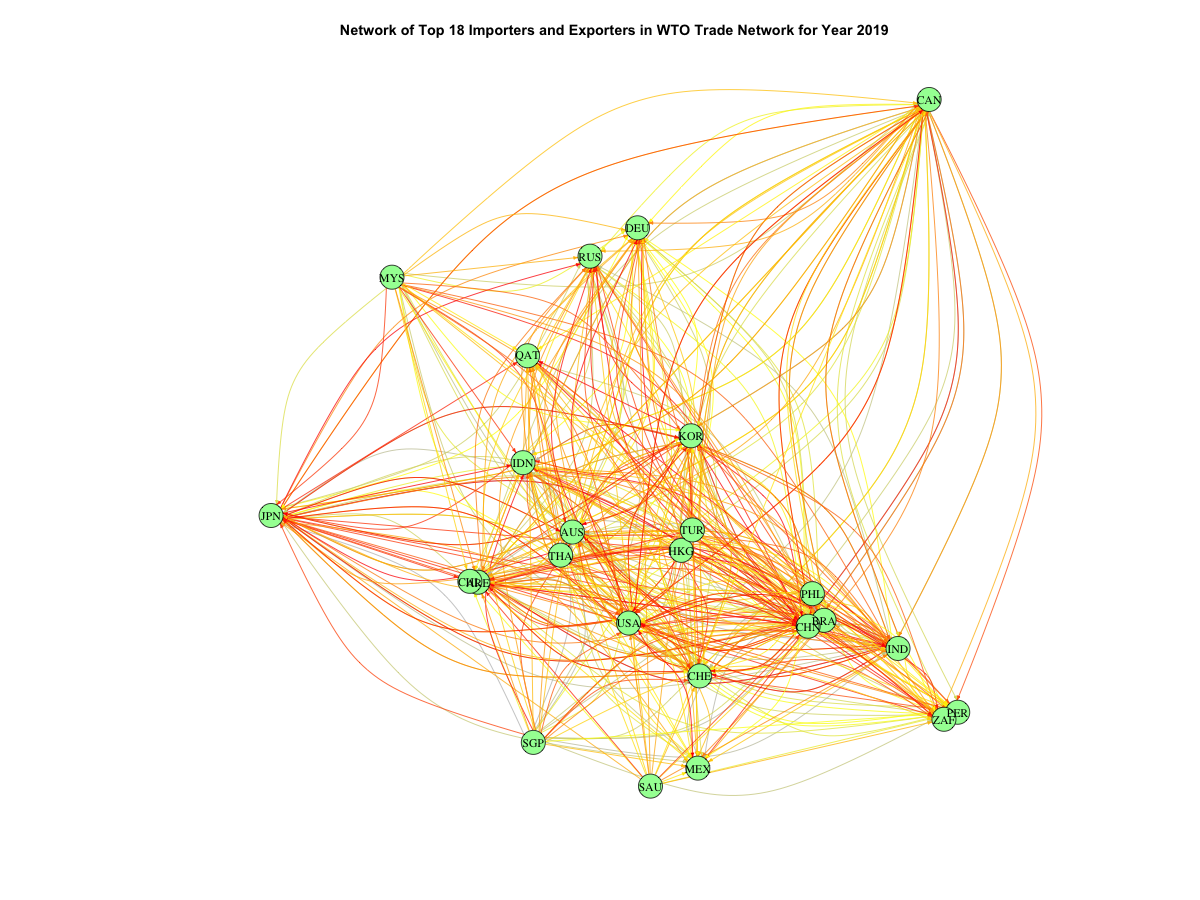 Network of Top 18 Importers and Exporters in WTO Trade Network for Year 2019
CAN
DEU
RUS
MYS
QAT
KOR
IDN
JPN
AUS
TUR
THA
HKG
CHL
ARE
PHL
USA
CHN
BRA
IND
CHE
PER
ZAF
SGP
MEX
SAU